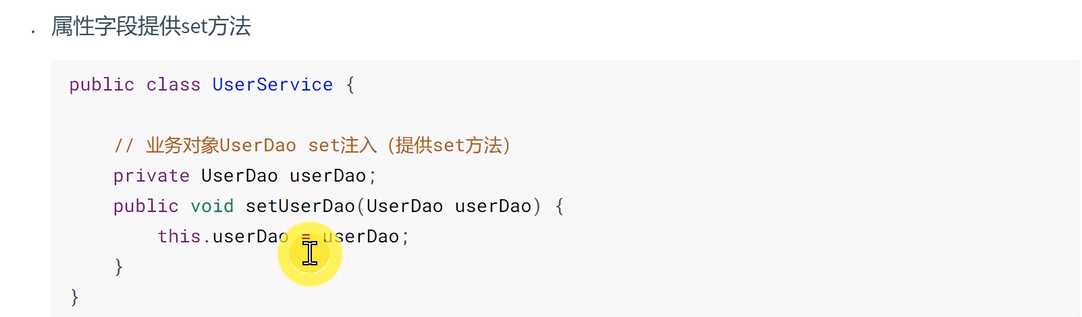 . 属性字段提供set方法
public class UserService {
// 业务对象UserDao set注入（提供set方法）
private UserDao userDao;
public void setUserDao(UserDao userDao) {
this.userDao = userDao;
}
}